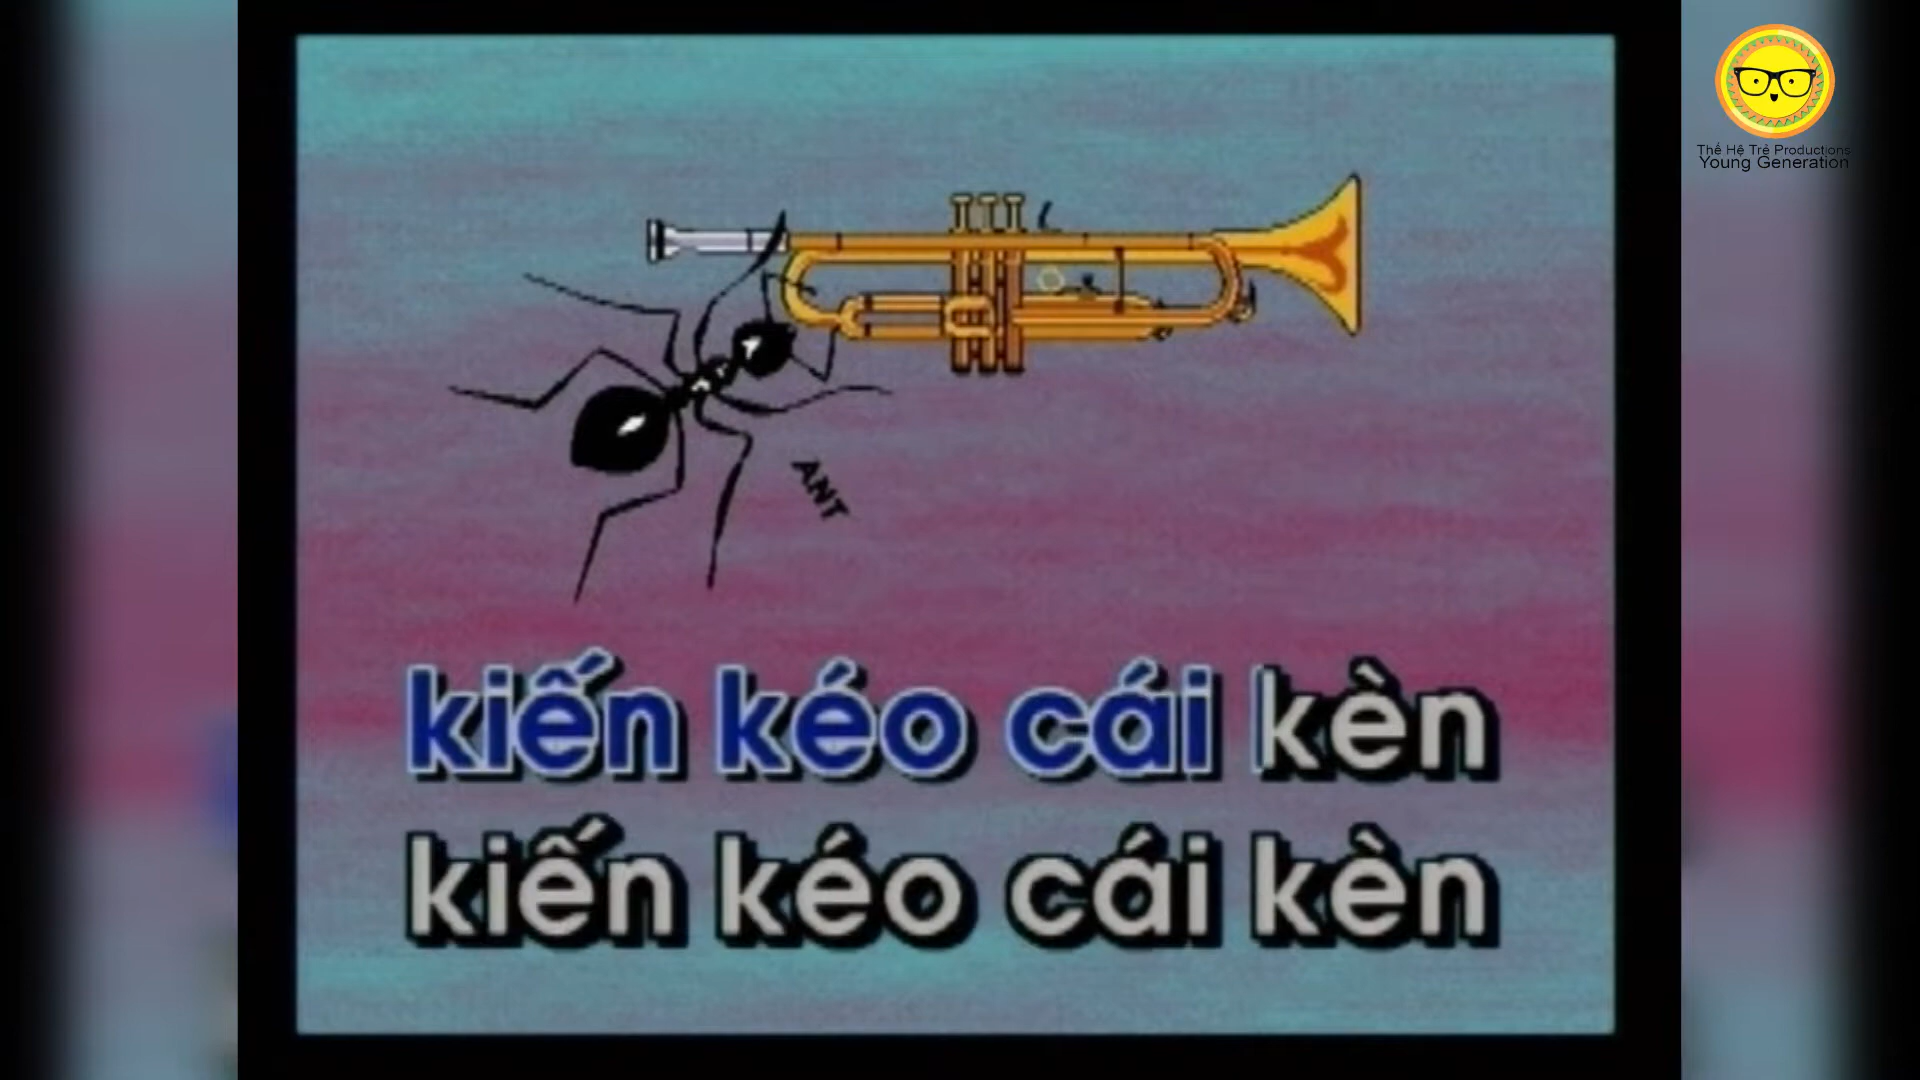 Thế Hệ Trẻ Productions
Young Generation
ANT
kiến kéo cái kèn
kiến kéo cái kèn